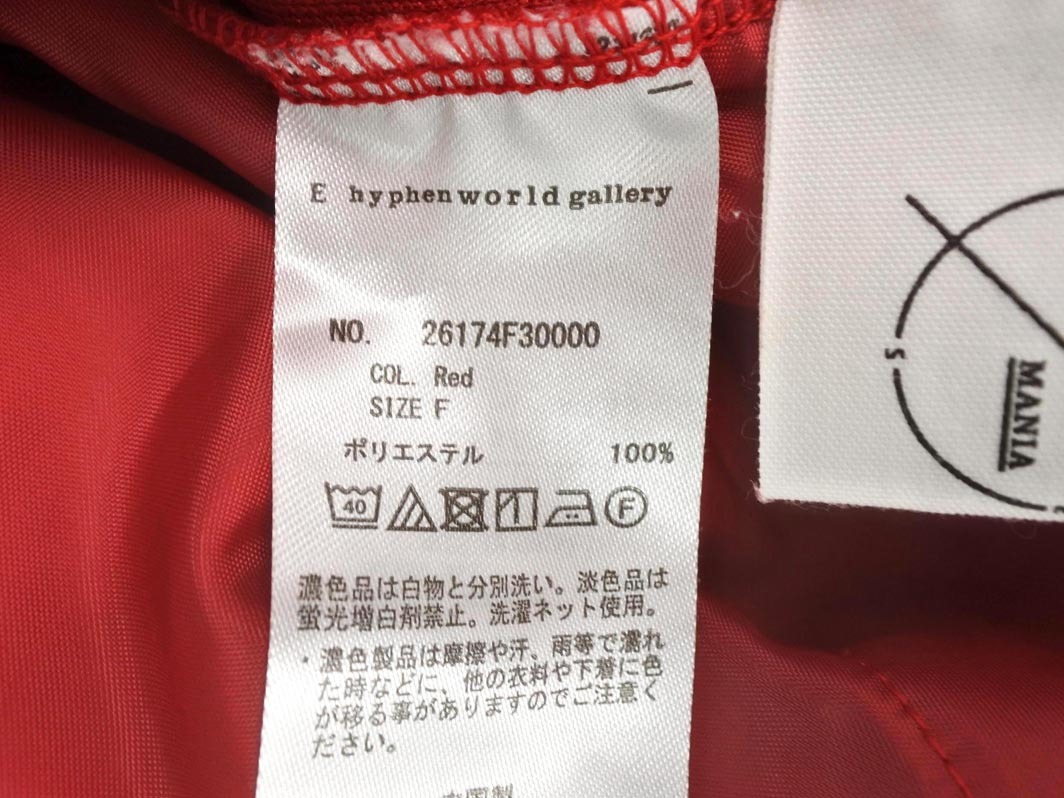 E hyphen world gallery
NO. 26174F30000
COL. Red
SIZE F
ポリエステル 100%
40 F
濃色品は白物と分別洗い。淡色品は
蛍光増白剤禁止。洗濯ネット使用。
・濃色製品は摩擦や汗、雨等で濡れ
た時などに、他の衣料や下着に色
が移る事がありますのでご注意く
ださい。
MANIA
S